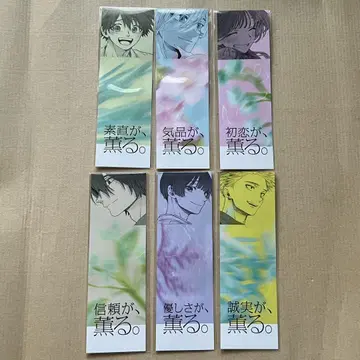 素直が、
薫る。
気品が、
薫る。
初恋が、
薫る。
信頼が、
薫る。
優しさが、
薫る。
誠実が、
薫る。